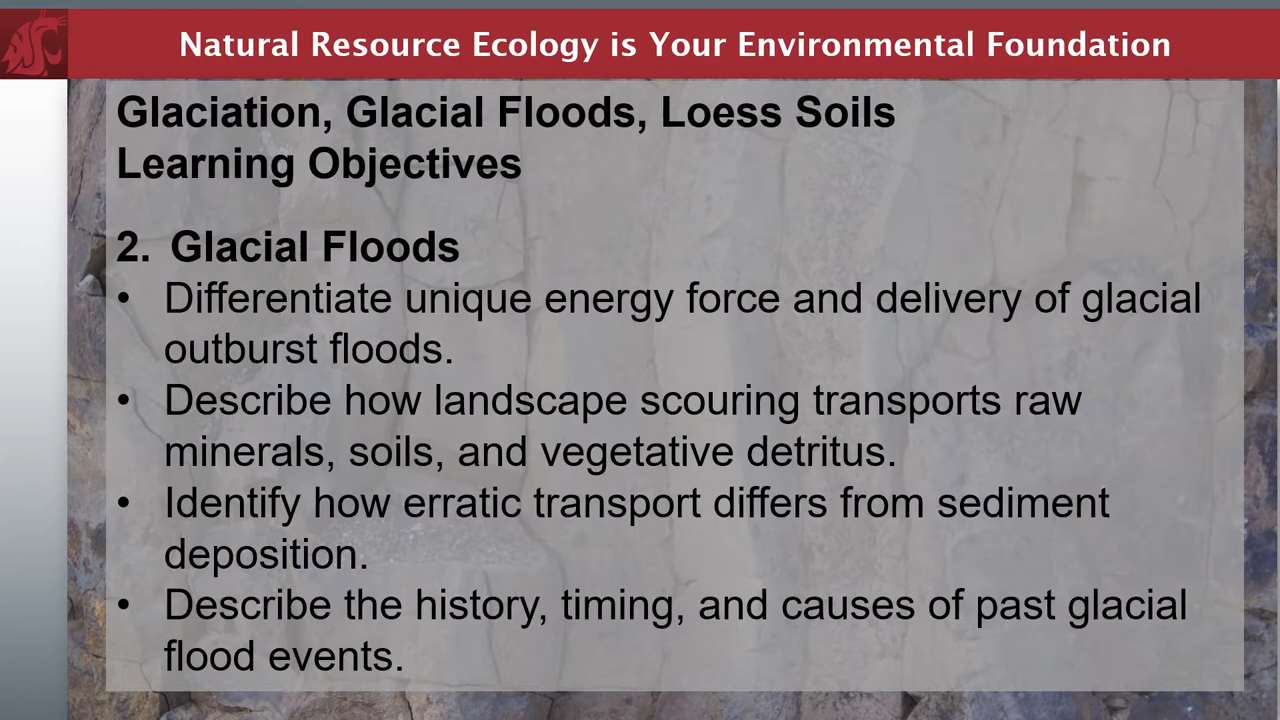 Natural Resource Ecology is Your Environmental Foundation
Glaciation, Glacial Floods, Loess Soils
Learning Objectives
2. Glacial Floods
• Differentiate unique energy force and delivery of glacial
outburst floods.
• Describe how landscape scouring transports raw
minerals, soils, and vegetative detritus.
• Identify how erratic transport differs from sediment
deposition.
• Describe the history, timing, and causes of past glacial
flood events.